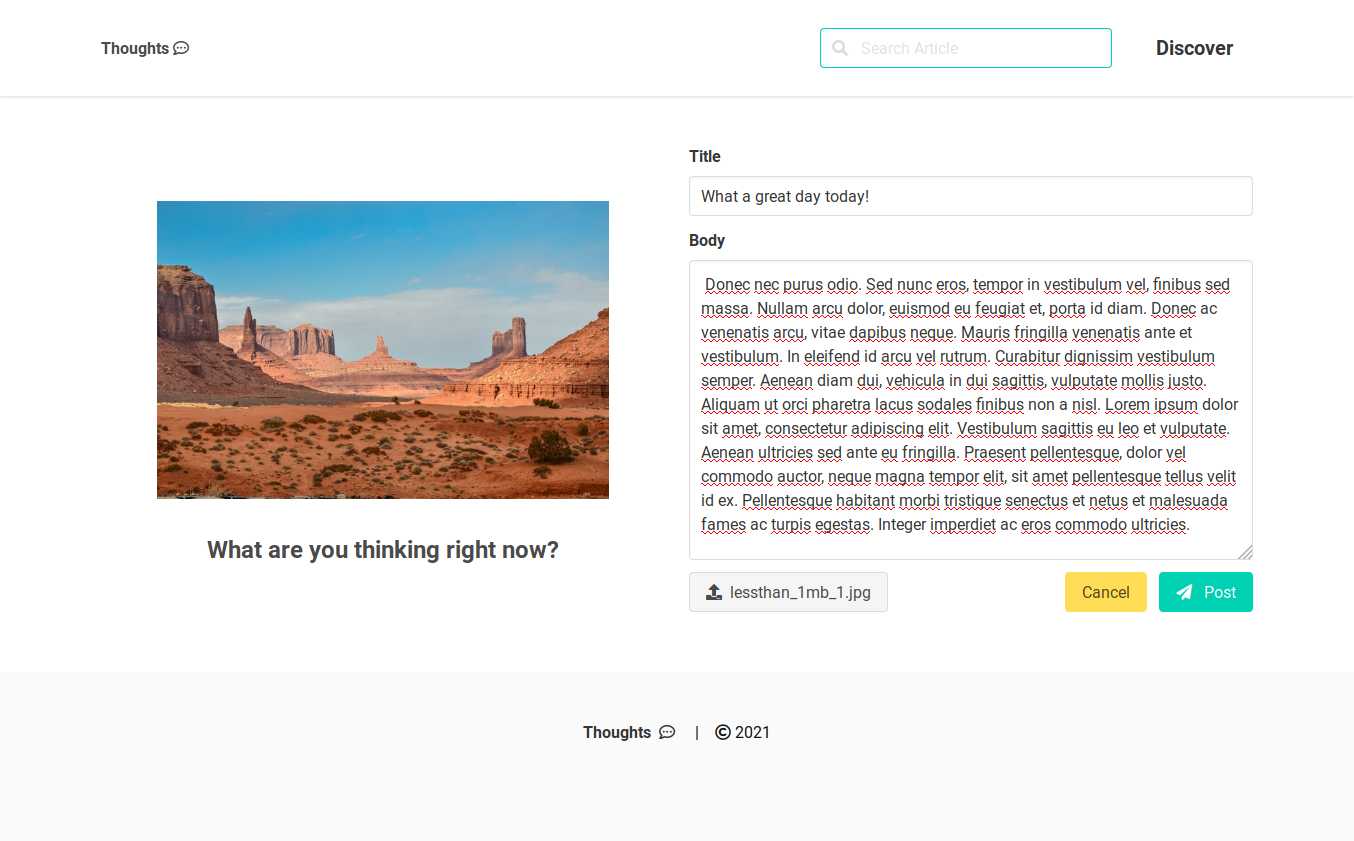 Thoughts
Search Article
Discover
Title
What a great day today!
Body
Donec nec purus odio. Sed nunc eros, tempor in vestibulum vel, finibus sed
massa. Nullam arcu dolor, euismod eu feugiat et, porta id diam. Donec ac
venenatis arcu, vitae dapibus neque. Mauris fringilla venenatis ante et
vestibulum. In eleifend id arcu vel rutrum. Curabitur dignissim vestibulum
semper. Aenean diam dui, vehicula in dui sagittis, vulputate mollis justo.
Aliquam ut orci pharetra lacus sodales finibus non a nisl. Lorem ipsum dolor
sit amet, consectetur adipiscing elit. Vestibulum sagittis eu leo et vulputate.
Aenean ultricies sed ante eu fringilla. Praesent pellentesque, dolor vel
commodo auctor, neque magna tempor elit, sit amet pellentesque tellus velit
id ex. Pellentesque habitant morbi tristique senectus et netus et malesuada
fames ac turpis egestas. Integer imperdiet ac eros commodo ultricies.
What are you thinking right now?
lessthan_1mb_1.jpg
Cancel
Post
Thoughts | © 2021